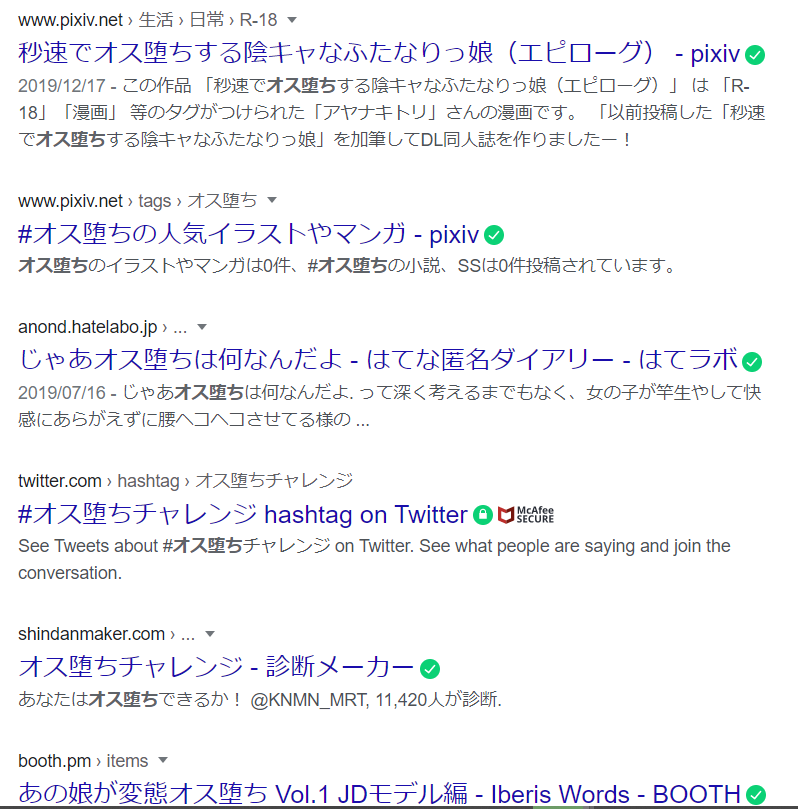 www.pixiv.net › 生活 › 日常 › R-18
秒速でオス堕ちする陰キャなふたなりっ娘（エピローグ） - pixiv
2019/12/17 - この作品 「秒速でオス堕ちする陰キャなふたなりっ娘（エピローグ）」 は 「R-
18」「漫画」 等のタグがつけられた「アヤナキトリ」さんの漫画です。 「以前投稿した「秒速
でオス堕ちする陰キャなふたなりっ娘」を加筆してDL同人誌を作りましたー！
www.pixiv.net › tags › オス堕ち
#オス堕ちの人気イラストやマンガ - pixiv
オス堕ちのイラストやマンガは0件、#オス堕ちの小説、SSは0件投稿されています。
anond.hatelabo.jp › ...
じゃあオス堕ちは何なんだよ - はてな匿名ダイアリー - はてラボ
2019/07/16 - じゃあオス堕ちは何なんだよ. って深く考えるまでもなく、女の子が竿生やして快
感にあらがえずに腰ヘコヘコさせてる様の ...
twitter.com › hashtag › オス堕ちチャレンジ
#オス堕ちチャレンジ hashtag on Twitter McAfee SECURE
See Tweets about #オス堕ちチャレンジ on Twitter. See what people are saying and join the
conversation.
shindanmaker.com › ...
オス堕ちチャレンジ - 診断メーカー
あなたはオス堕ちできるか！ @KNMN_MRT, 11,420人が診断.
booth.pm › items
あの娘が変態オス堕ち Vol.1 JDモデル編 - Iberis Words - BOOTH